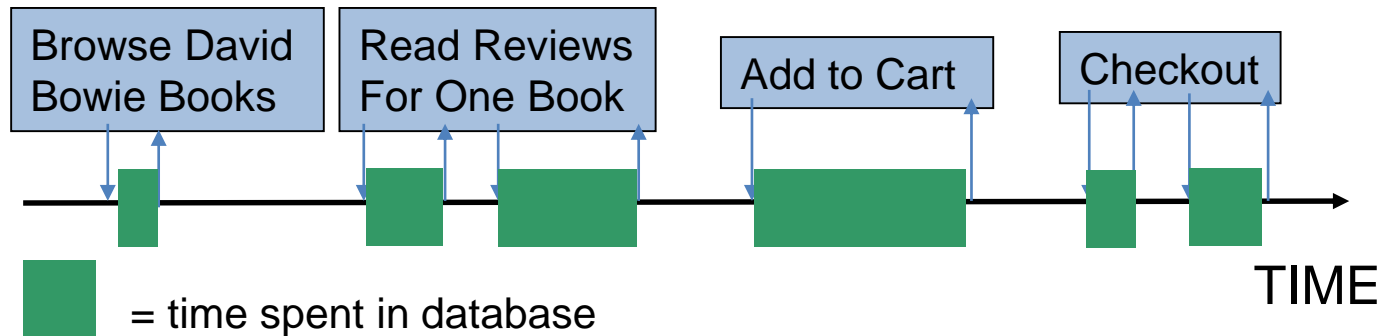 Browse David
Bowie Books
Read Reviews
For One Book
Add to Cart
Checkout
TIME
= time spent in database